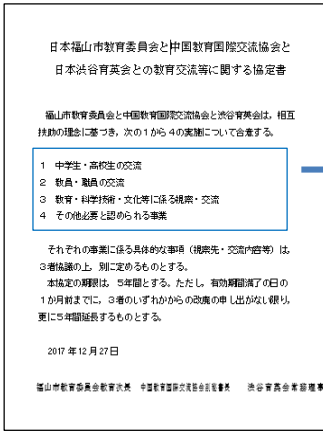 日本福山市教育委員会と中国教育国際交流協会と
日本渋谷育英会との教育交流等に関する協定書
福山市教育委員会と中国教育国際交流協会と渋谷育英会は、相互
扶助の理念に基づき、次の1から4の実施について合意する。
1 中学生・高校生の交流
2 教員・職員の交流
3 教育・科学技術・文化等に係る視察・交流
4 その他必要と認められる事業
それぞれの事業に係る具体的な事項(視察先・交流内容等)は、
3者協議の上、別に定めるものとする。
本協定の期限は、5年間とする。ただし、有効期間満了の日の
1か月前までに、3者のいずれかからの改廃の申し出がない限り、
更に5年間延長するものとする。
2017年12月27日
福山市教育委員会教育次長 中国教育国際交流協会副秘書長 渋谷育英会常務理事